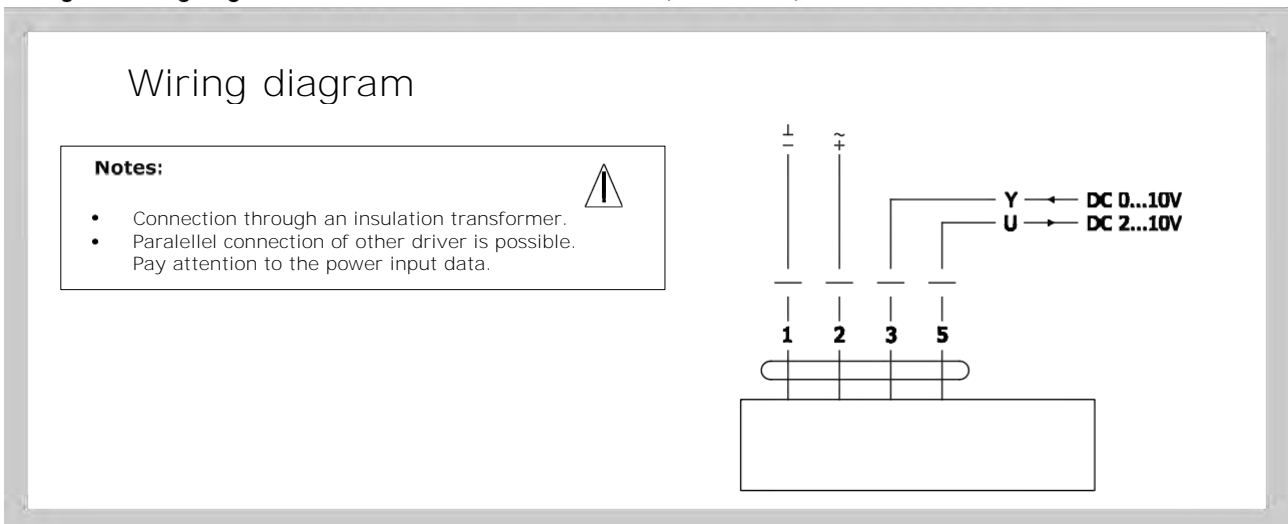 Wiring diagram
Notes:
• Connection through an insulation transformer.
• Paralellel connection of other driver is possible.
Pay attention to the power input data.
⊥ ~
− +
Y DC 0...10V
U DC 2...10V
1 2 3 5